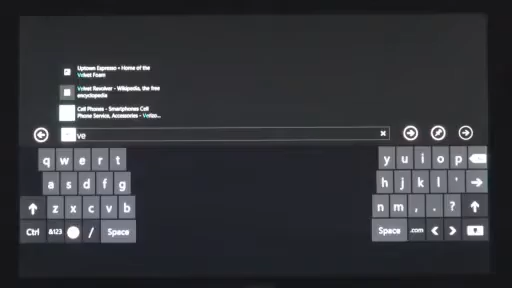 Uptown Espresso - Home of the
Velvet Foam
Velvet Revolver - Wikipedia, the free
encyclopedia
Cell Phones - Smartphones Cell
Phone Service, Accessories - Verizo...
ve
q w e r t y u i o p
a s d f g h j k l '
z x c v b n m , . ?
Ctrl &123 / Space Space .com